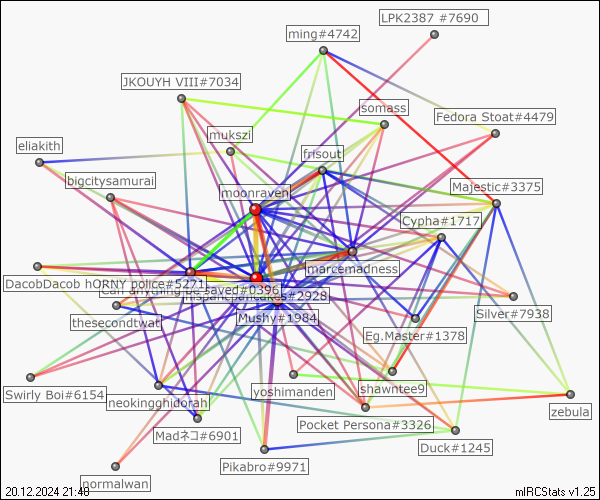 LPK2387 #7690
ming#4742
JKOUYH VIII#7034
somass
Fedora Stoat#4479
mukszi
eliakith
frisout
bigcitysamurai
Majestic#3375
moonraven
Cypha#1717
marcemadness
DacobDacob hORNY police#5271
can anything be saved#0396
#2928
Mushy#1984
Silver#7938
thesecondtwat
Eg.Master#1378
Swirly Boi#6154
neokingghidorah
yoshimanden
shawntee9
zebula
Pocket Persona#3326
Madネコ#6901
Duck#1245
Pikabro#9971
normalwan
20.12.2024 21:48
mIRCStats v1.25